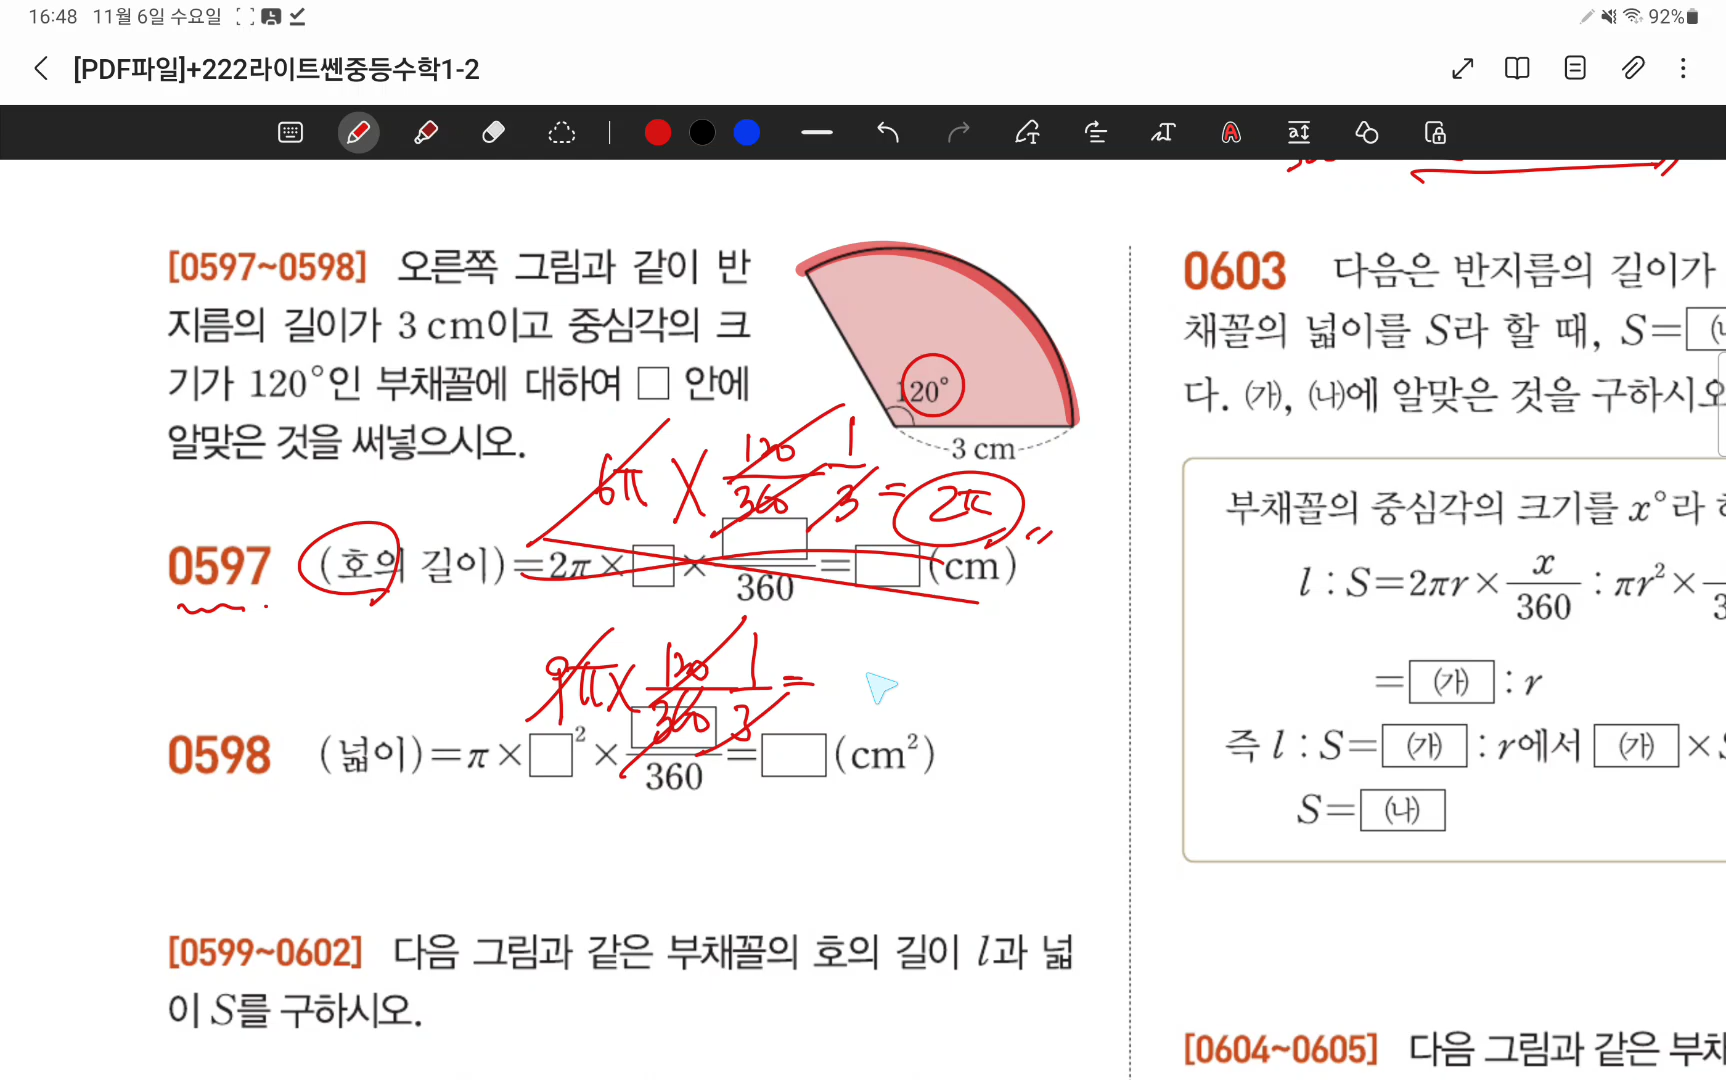 16:48 11월 6일 수요일 92%
[PDF파일]+222라이트쎈중등수학1-2
[0597~0598] 오른쪽 그림과 같이 반
지름의 길이가 3 cm이고 중심각의 크
기가 120°인 부채꼴에 대하여 □ 안에
알맞은 것을 써넣으시오.
120°
3 cm
6π × 120/360 1/3 = 2π
0597 (호의 길이)=2π×□×□/360=□(cm)
9π× 120/360 1/3 =
0598 (넓이)=π×□²×□/360=□(cm²)
[0599~0602] 다음 그림과 같은 부채꼴의 호의 길이 l과 넓
이 S를 구하시오.
0603 다음은 반지름의 길이가
채꼴의 넓이를 S라 할 때, S=
다. ㈎, ㈏에 알맞은 것을 구하시오
부채꼴의 중심각의 크기를 x°라
l : S=2πr×x/360 : πr²×
=㈎ : r
즉 l : S=㈎ : r에서 ㈎×
S=㈏
[0604~0605] 다음 그림과 같은 부채